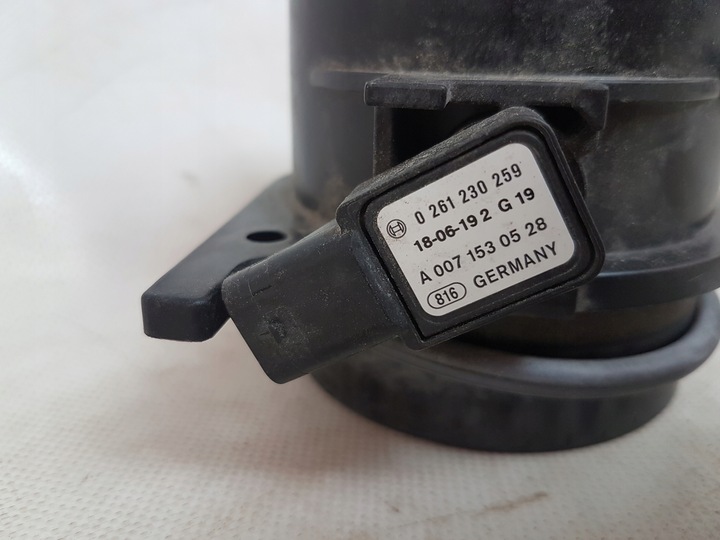 0 261 230 259
18-06-19 2 G 19
A 007 153 05 28
816 GERMANY